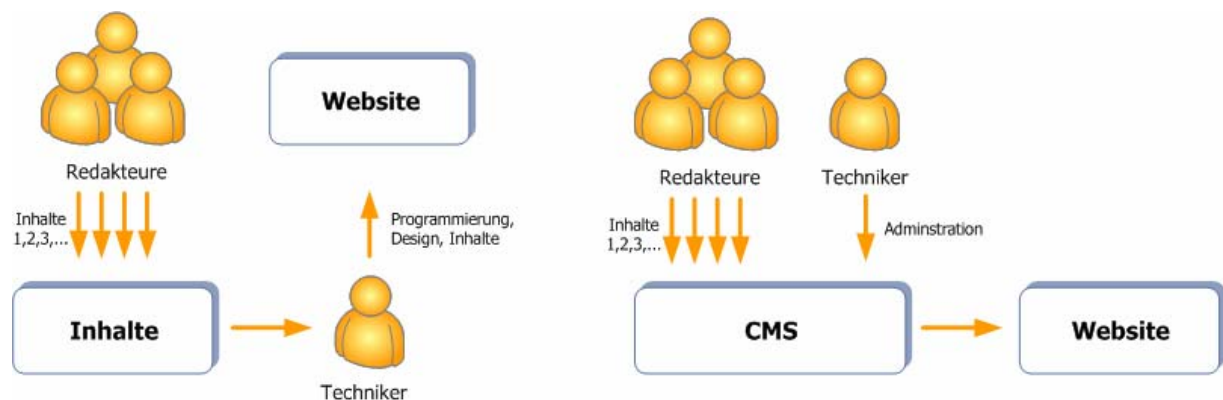 Redakteure
Inhalte
1,2,3,...
Website
Programmierung,
Design, Inhalte
Inhalte
Techniker
Redakteure
Inhalte
1,2,3,...
Techniker
Adminstration
CMS
Website